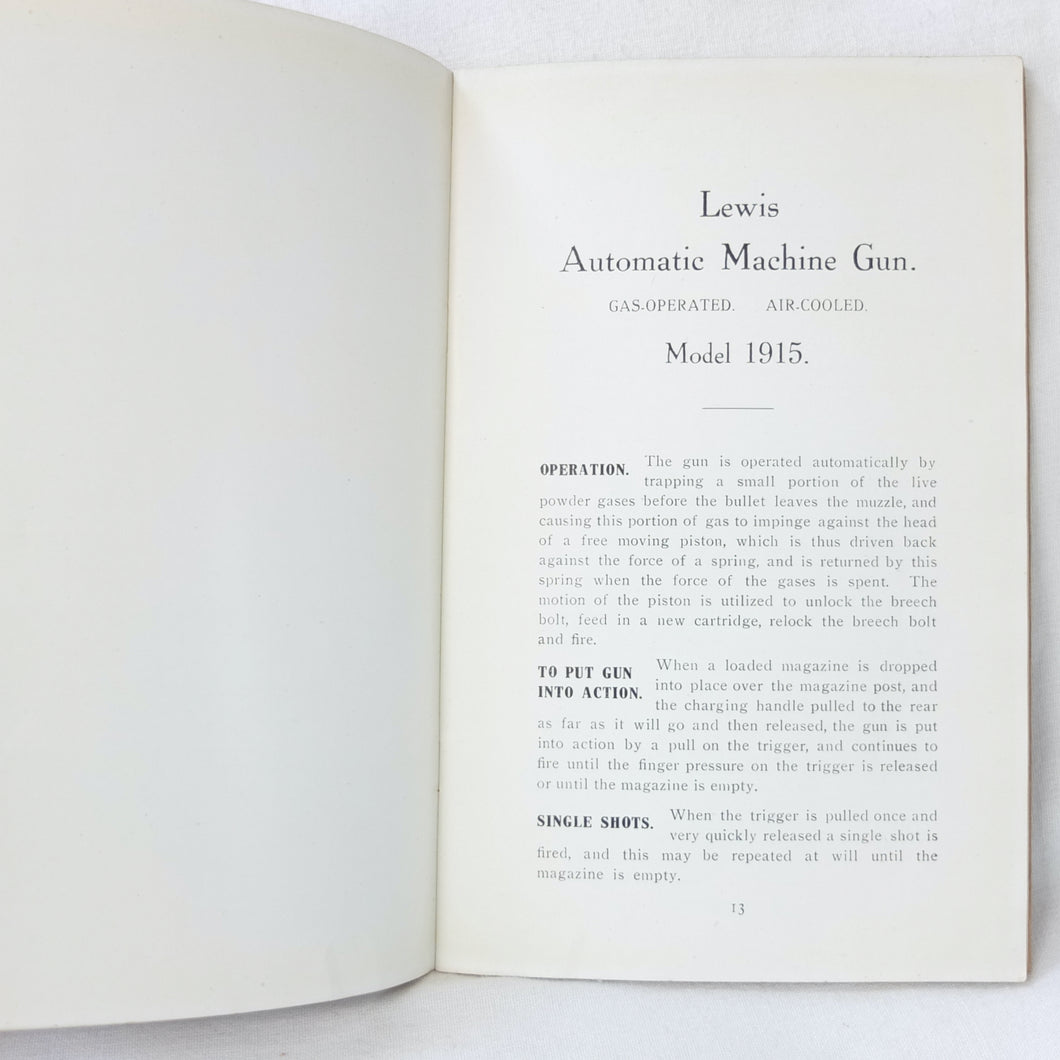 Lewis
Automatic Machine Gun.
GAS-OPERATED. AIR-COOLED.
Model 1915.
OPERATION. The gun is operated automatically by
trapping a small portion of the live
powder gases before the bullet leaves the muzzle, and
causing this portion of gas to impinge against the head
of a free moving piston, which is thus driven back
against the force of a spring, and is returned by this
spring when the force of the gases is spent. The
motion of the piston is utilized to unlock the breech
bolt, feed in a new cartridge, relock the breech bolt
and fire.
TO PUT GUN When a loaded magazine is dropped
INTO ACTION. into place over the magazine post, and
the charging handle pulled to the rear
as far as it will go and then released, the gun is put
into action by a pull on the trigger, and continues to
fire until the finger pressure on the trigger is released
or until the magazine is empty.
SINGLE SHOTS. When the trigger is pulled once and
very quickly released a single shot is
fired, and this may be repeated at will until the
magazine is empty.
13